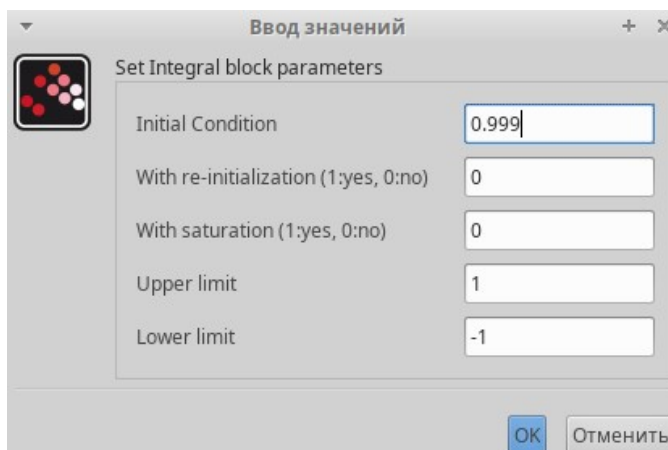 Ввод значений
Set Integral block parameters
Initial Condition 0.999
With re-initialization (1:yes, 0:no) 0
With saturation (1:yes, 0:no) 0
Upper limit 1
Lower limit -1
OK Отменить